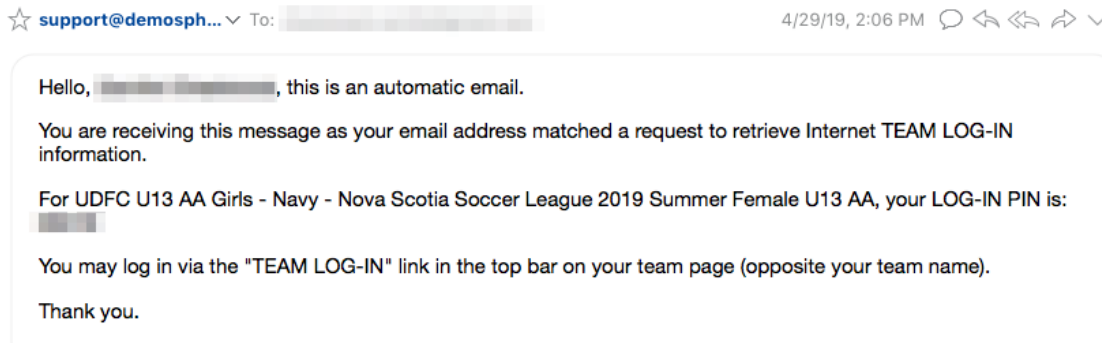 support@demosph... To: 4/29/19, 2:06 PM
Hello, , this is an automatic email.
You are receiving this message as your email address matched a request to retrieve Internet TEAM LOG-IN
information.
For UDFC U13 AA Girls - Navy - Nova Scotia Soccer League 2019 Summer Female U13 AA, your LOG-IN PIN is:
You may log in via the "TEAM LOG-IN" link in the top bar on your team page (opposite your team name).
Thank you.